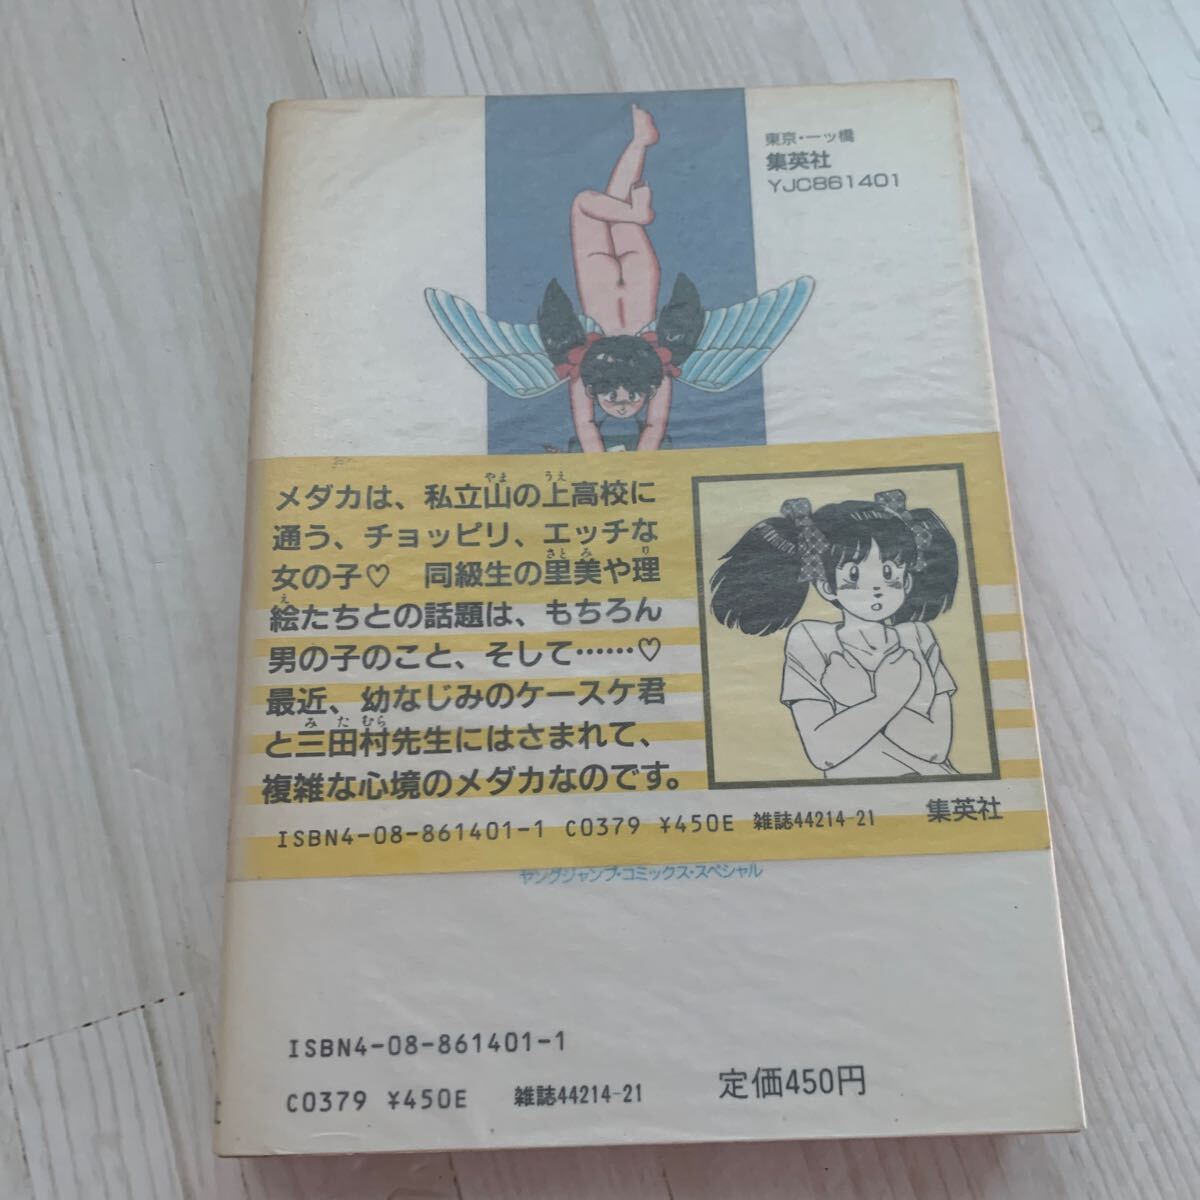 東京・一ッ橋
集英社
YJC861401
メダカは、私立山の上高校に
通う、チョッピリ、エッチな
女の子♡ 同級生の里美や理
絵たちとの話題は、もちろん
男の子のこと、そして……♡
最近、幼なじみのケースケ君
と三田村先生にはさまれて、
複雑な心境のメダカなのです。
ISBN4-08-861401-1 C0379 ¥450E 雑誌44214-21 集英社
ヤングジャンプ・コミックス・スペシャル
ISBN4-08-861401-1
C0379 ¥450E 雑誌44214-21 定価450円